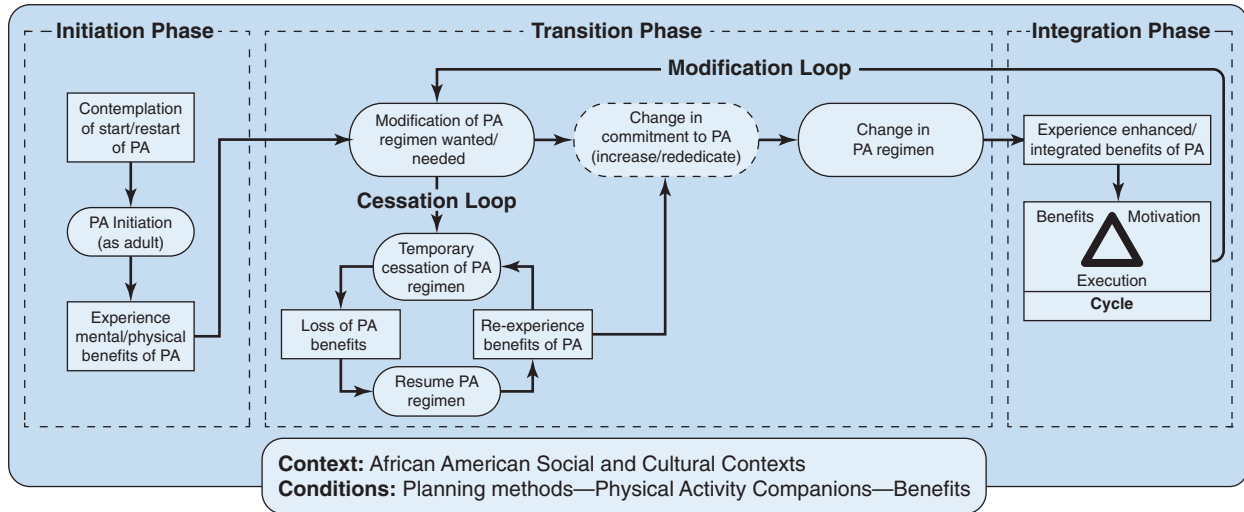 Initiation Phase
Transition Phase
Integration Phase
Modification Loop
Contemplation
of start/restart
of PA
PA Initiation
(as adult)
Experience
mental/physical
benefits of PA
Modification of PA
regimen wanted/
needed
Change in
commitment to PA
(increase/rededicate)
Change in
PA regimen
Cessation Loop
Temporary
cessation of PA
regimen
Loss of PA
benefits
Re-experience
benefits of PA
Resume PA
regimen
Experience enhanced/
integrated benefits of PA
Benefits
Motivation
Execution
Cycle
Context: African American Social and Cultural Contexts
Conditions: Planning methods—Physical Activity Companions—Benefits